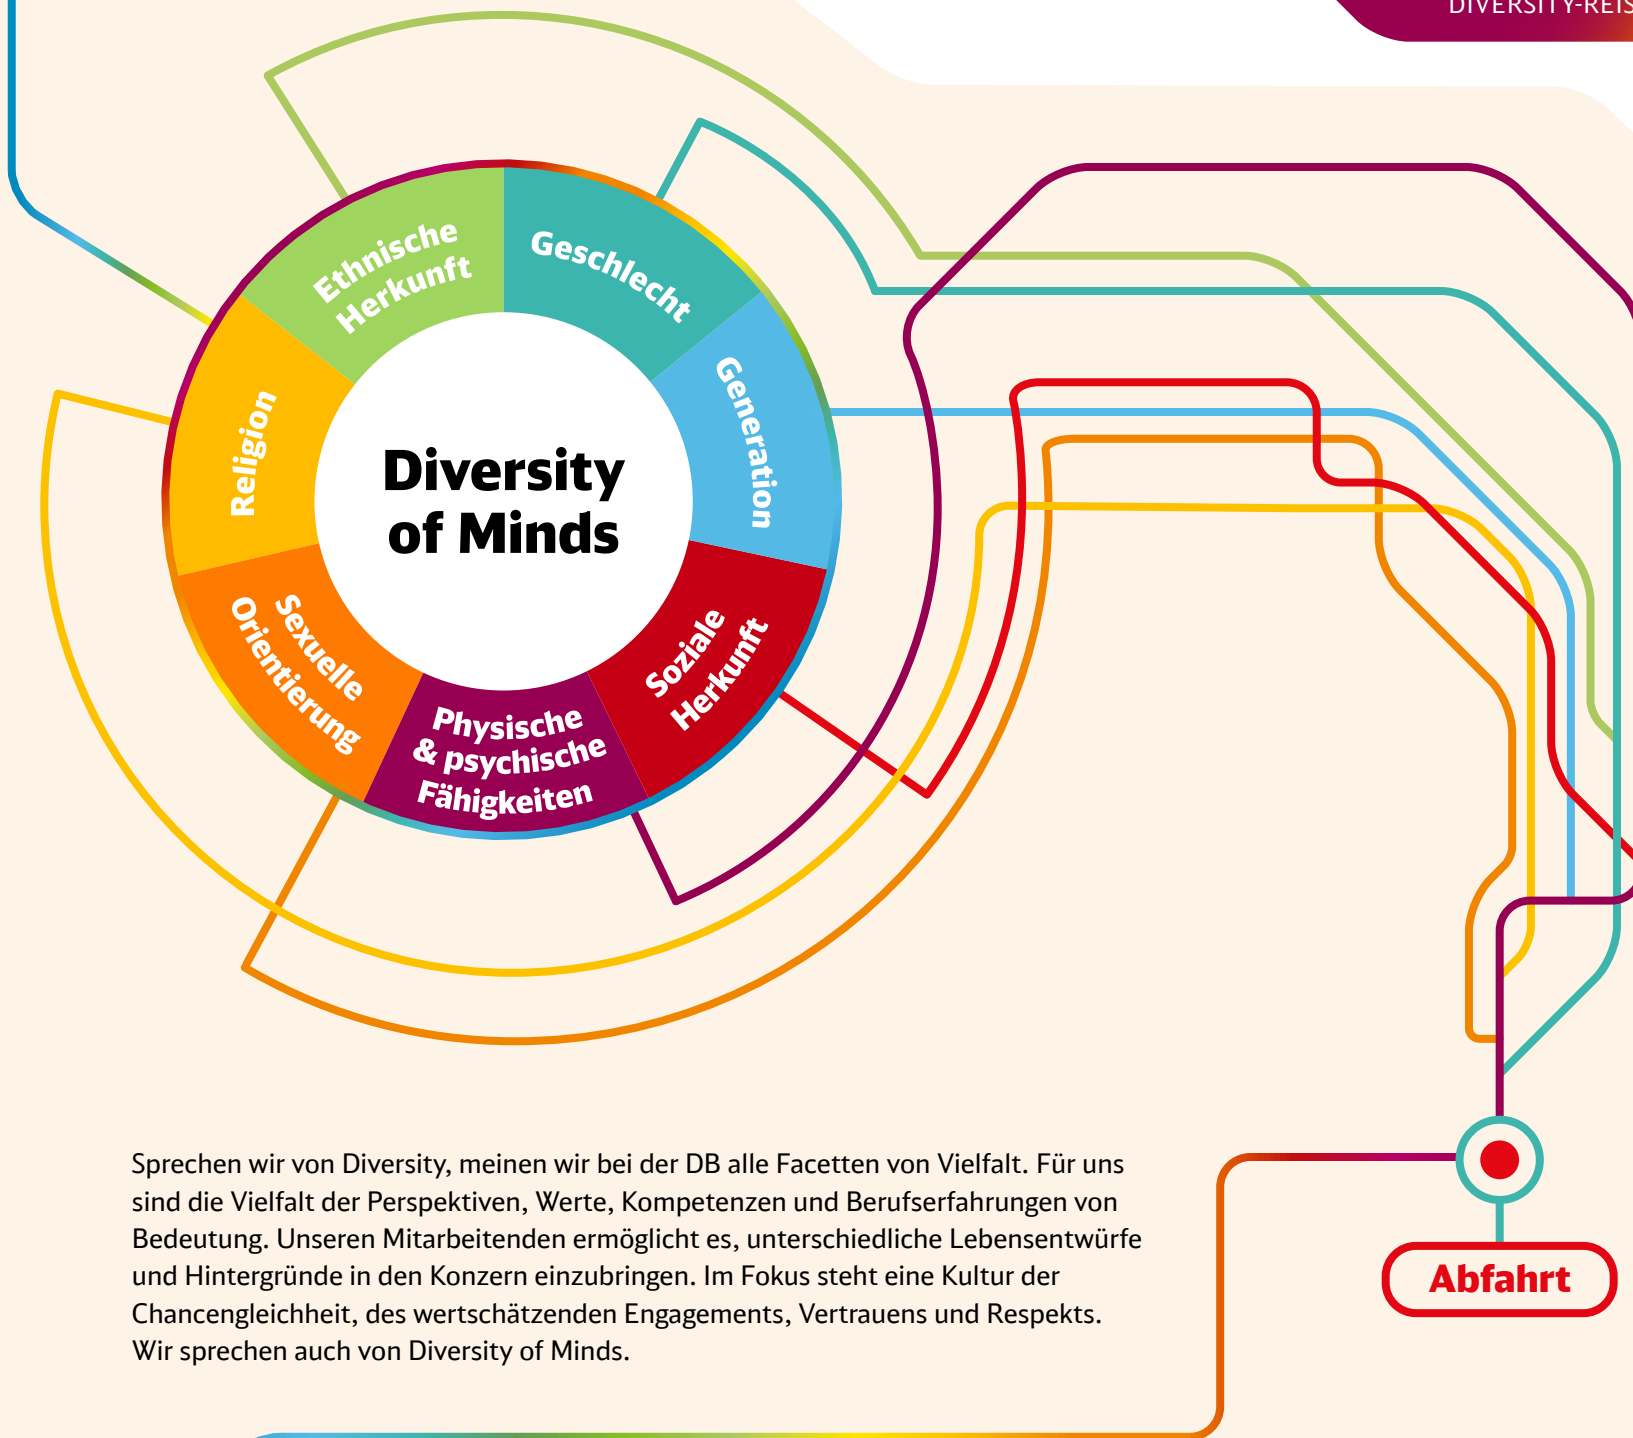 DIVERSITY-REIS
Ethnische
Herkunft
Geschlecht
Generation
Religion
Diversity
of Minds
Sexuelle
Orientierung
Soziale
Herkunft
Physische
& psychische
Fähigkeiten
Sprechen wir von Diversity, meinen wir bei der DB alle Facetten von Vielfalt. Für uns
sind die Vielfalt der Perspektiven, Werte, Kompetenzen und Berufserfahrungen von
Bedeutung. Unseren Mitarbeitenden ermöglicht es, unterschiedliche Lebensentwürfe
und Hintergründe in den Konzern einzubringen. Im Fokus steht eine Kultur der
Chancengleichheit, des wertschätzenden Engagements, Vertrauens und Respekts.
Wir sprechen auch von Diversity of Minds.
Abfahrt